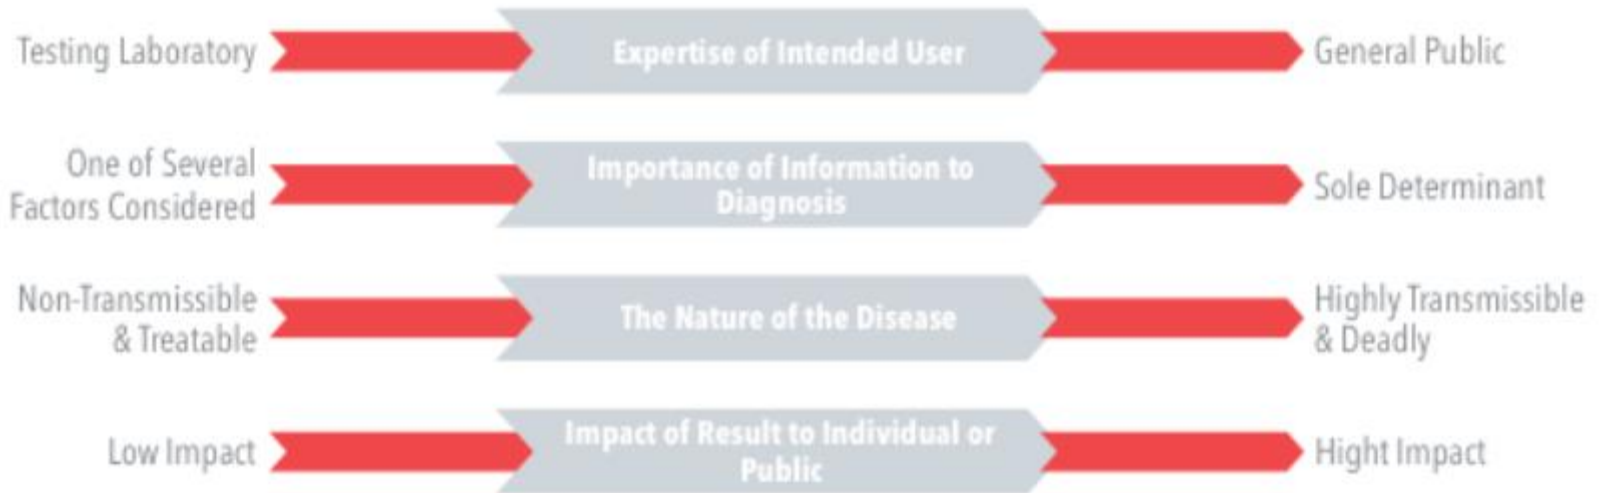 Testing Laboratory
Expertise of Intended User
General Public
One of Several
Factors Considered
Importance of Information to
Diagnosis
Sole Determinant
Non-Transmissible
& Treatable
The Nature of the Disease
Highly Transmissible
& Deadly
Low Impact
Impact of Result to Individual or
Public
Hight Impact